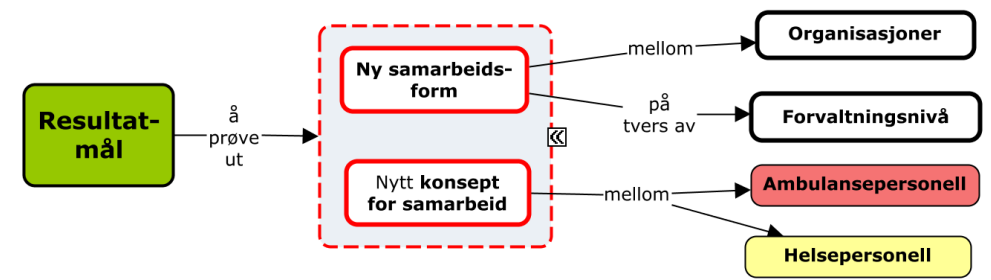 Resultat-
mål
å
prøve
ut
Ny samarbeids-
form
mellom
Organisasjoner
på
tvers av
Forvaltningsnivå
Nytt konsept
for samarbeid
mellom
Ambulansepersonell
Helsepersonell